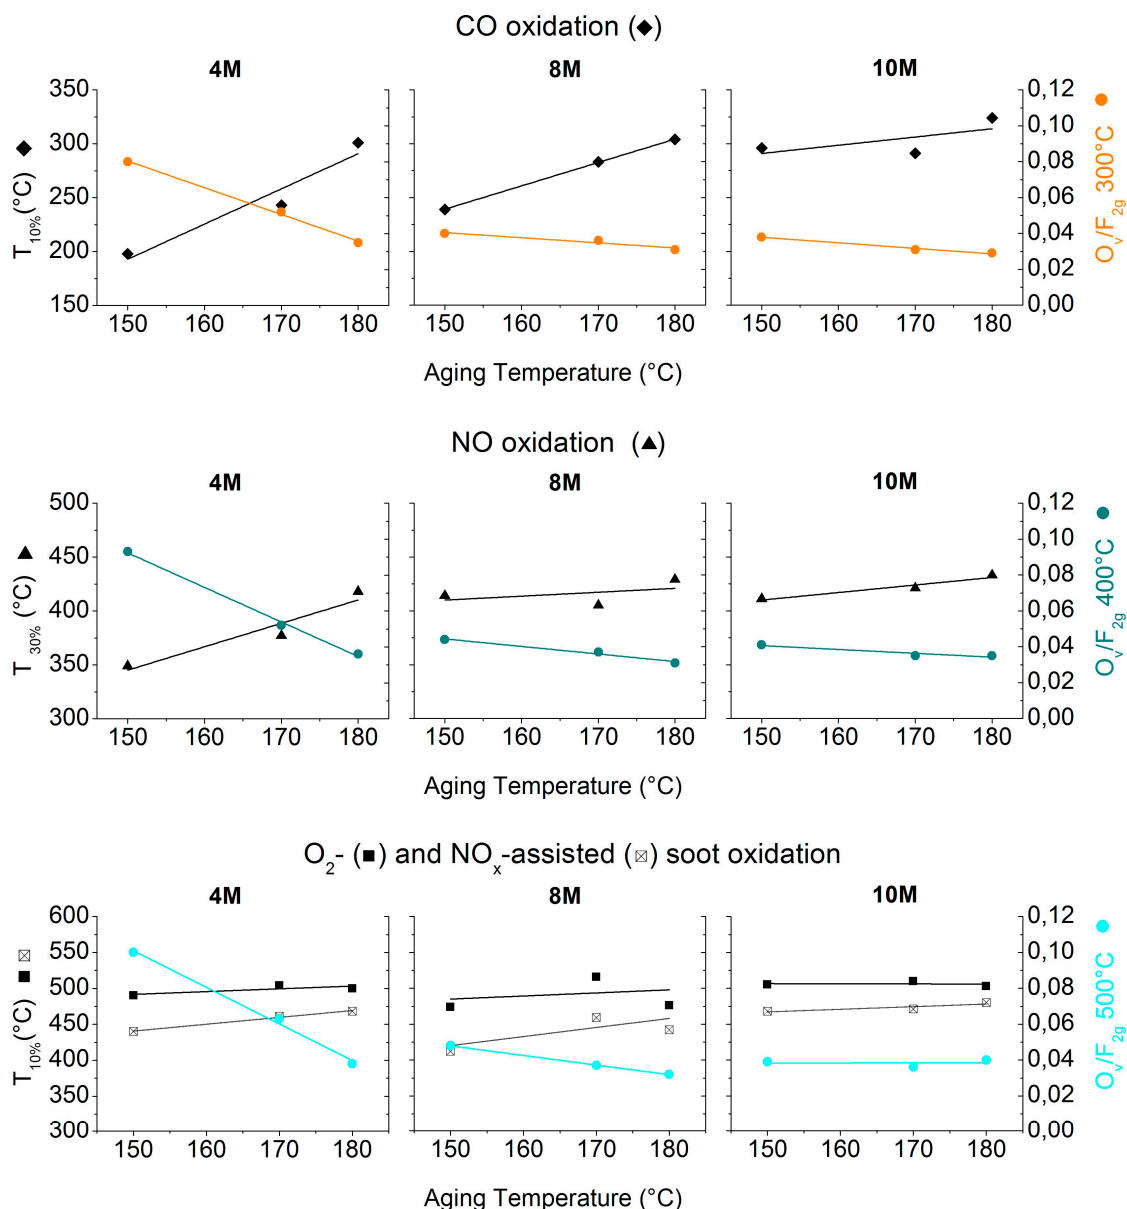 CO oxidation (◆)
4M 8M 10M
350 300 250 200 150
T10% (°C) ◆
0,12 0,10 0,08 0,06 0,04 0,02 0,00
Ov/F2g 300°C ●
150 160 170 180 150 160 170 180 150 160 170 180
Aging Temperature (°C)
NO oxidation (▲)
4M 8M 10M
500 450 400 350 300
T30% (°C) ▲
0,12 0,10 0,08 0,06 0,04 0,02 0,00
Ov/F2g 400°C ●
150 160 170 180 150 160 170 180 150 160 170 180
Aging Temperature (°C)
O2- (■) and NOx-assisted (⊠) soot oxidation
4M 8M 10M
600 550 500 450 400 350 300
T10% (°C) ■ ⊠
0,12 0,10 0,08 0,06 0,04 0,02 0,00
Ov/F2g 500°C ●
150 160 170 180 150 160 170 180 150 160 170 180
Aging Temperature (°C)